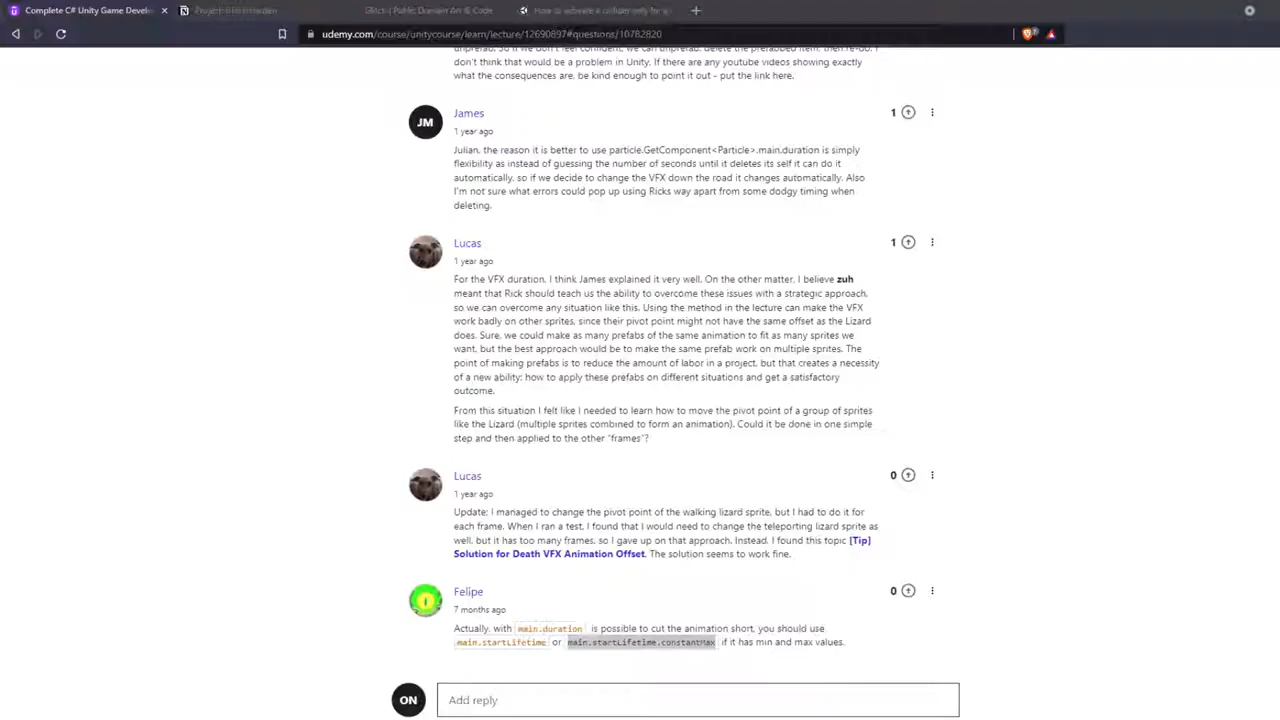 Complete C# Unity Game Develo
Project: Bro Hidden
Glitch | Public Domain Art & Code
How to activate a collider only for a
udemy.com/course/unitycourse/learn/lecture/12690897#questions/10782820
unprefab. So if we don't feel confident, we can unprefab, delete the prefabbed item, then re-do. I
don't think that would be a problem in Unity. If there are any youtube videos showing exactly
what the consequences are, be kind enough to point it out - put the link here.
JM
James
1
1 year ago
Julian, the reason it is better to use particle.GetComponent<Particle>.main.duration is simply
flexibility as instead of guessing the number of seconds until it deletes its self it can do it
automatically, so if we decide to change the VFX down the road it changes automatically. Also
I'm not sure what errors could pop up using Ricks way apart from some dodgy timing when
deleting.
Lucas
1
1 year ago
For the VFX duration, I think James explained it very well. On the other matter, I believe zuh
meant that Rick should teach us the ability to overcome these issues with a strategic approach,
so we can overcome any situation like this. Using the method in the lecture can make the VFX
work badly on other sprites, since their pivot point might not have the same offset as the Lizard
does. Sure, we could make as many prefabs of the same animation to fit as many sprites we
want, but the best approach would be to make the same prefab work on multiple sprites. The
point of making prefabs is to reduce the amount of labor in a project, but that creates a necessity
of a new ability: how to apply these prefabs on different situations and get a satisfactory
outcome.
From this situation I felt like I needed to learn how to move the pivot point of a group of sprites
like the Lizard (multiple sprites combined to form an animation). Could it be done in one simple
step and then applied to the other "frames"?
Lucas
0
1 year ago
Update: I managed to change the pivot point of the walking lizard sprite, but I had to do it for
each frame. When I ran a test, I found that I would need to change the teleporting lizard sprite as
well, but it has too many frames, so I gave up on that approach. Instead, I found this topic [Tip]
Solution for Death VFX Animation Offset. The solution seems to work fine.
Felipe
0
7 months ago
Actually, with main.duration is possible to cut the animation short, you should use
main.startLifetime or main.startLifetime.constantMax if it has min and max values.
ON
Add reply